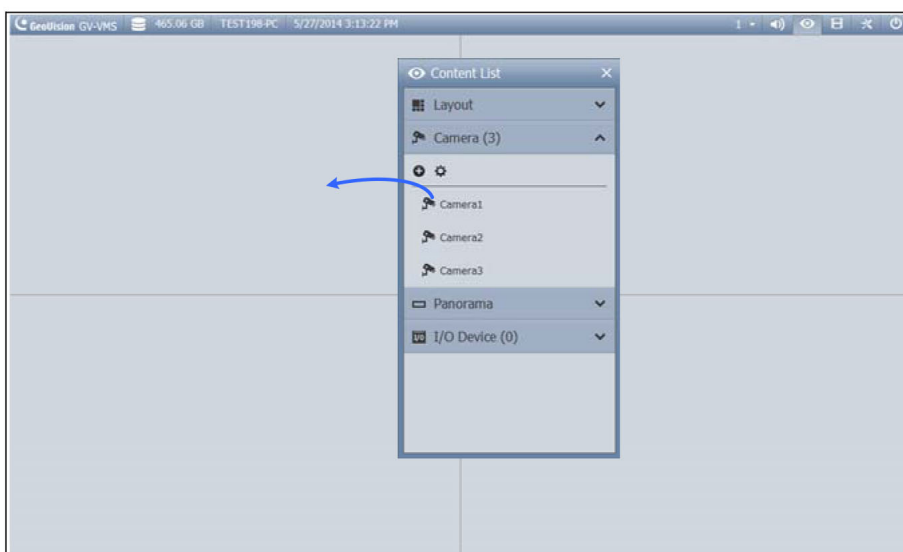 GeoVision GV-VMS 465.06 GB TEST198-PC 5/27/2014 3:13:22 PM 1
Content List
Layout
Camera (3)
Camera1
Camera2
Camera3
Panorama
I/O I/O Device (0)